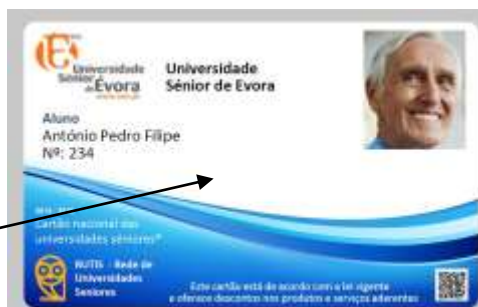 Universidade
Sénior
de Évora
Universidade
Sénior de Evora
Aluno
António Pedro Filipe
Nº: 234
cartão nacional das
universidades séniores"
RUTIS - Rede de
Universidades
Seniores
Este cartão está de acordo com a lei vigente
e oferece descontos nos produtos e serviços aderentes